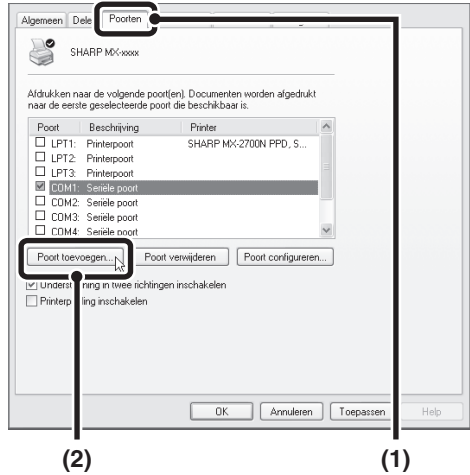 Algemeen Dele Poorten
SHARP MX-xxxx
Afdrukken naar de volgende poort(en). Documenten worden afgedrukt
naar de eerste geselecteerde poort die beschikbaar is.
Poort Beschrijving Printer
LPT1: Printerpoort SHARP MX-2700N PPD, S...
LPT2: Printerpoort
LPT3: Printerpoort
COM1: Seriële poort
COM2: Seriële poort
COM3: Seriële poort
COM4: Seriële poort
Poort toevoegen... Poort verwijderen Poort configureren...
in twee richtingen inschakelen
inschakelen
OK Annuleren Toepassen Help
(2) (1)